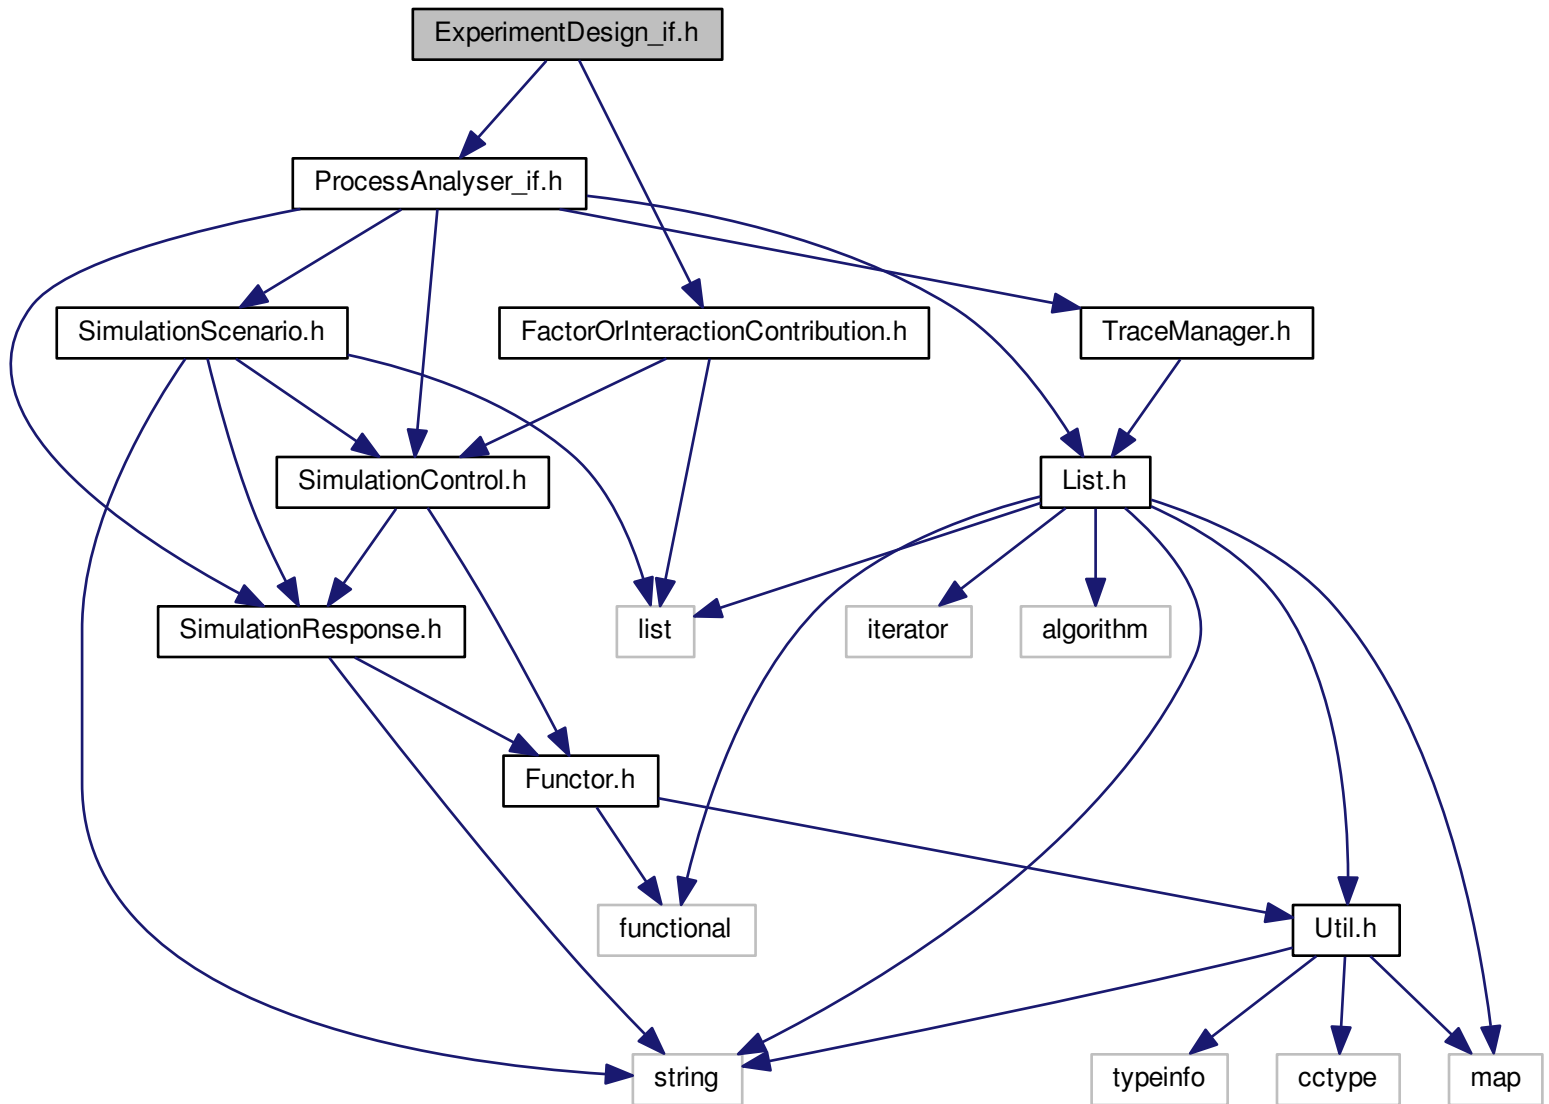 ExperimentDesign_if.h
ProcessAnalyser_if.h
SimulationScenario.h
FactorOrInteractionContribution.h
TraceManager.h
SimulationControl.h
List.h
SimulationResponse.h
list
iterator
algorithm
Functor.h
functional
Util.h
string
typeinfo
cctype
map